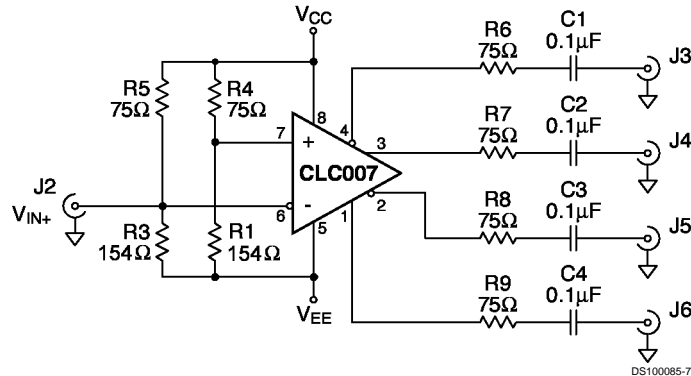 VCC
R5
75Ω
R4
75Ω
R6
75Ω
C1
0.1µF
J3
8
4
7
+
3
R7
75Ω
C2
0.1µF
J4
CLC007
J2
VIN+
6
-
2
5
1
R3
154Ω
R1
154Ω
R8
75Ω
C3
0.1µF
J5
VEE
R9
75Ω
C4
0.1µF
J6
DS100085-7